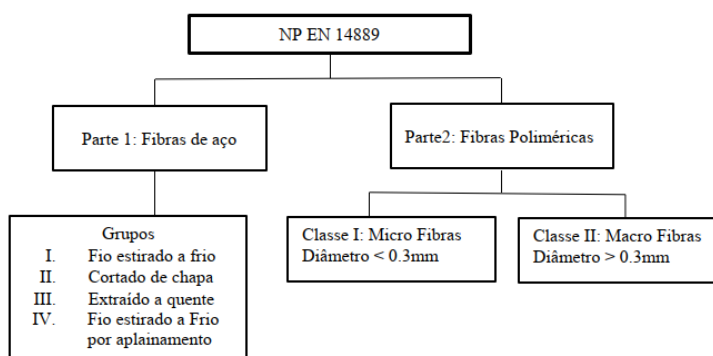 NP EN 14889
Parte 1: Fibras de aço
Parte2: Fibras Poliméricas
Grupos
I. Fio estirado a frio
II. Cortado de chapa
III. Extraído a quente
IV. Fio estirado a Frio
por aplainamento
Classe I: Micro Fibras
Diâmetro < 0.3mm
Classe II: Macro Fibras
Diâmetro > 0.3mm